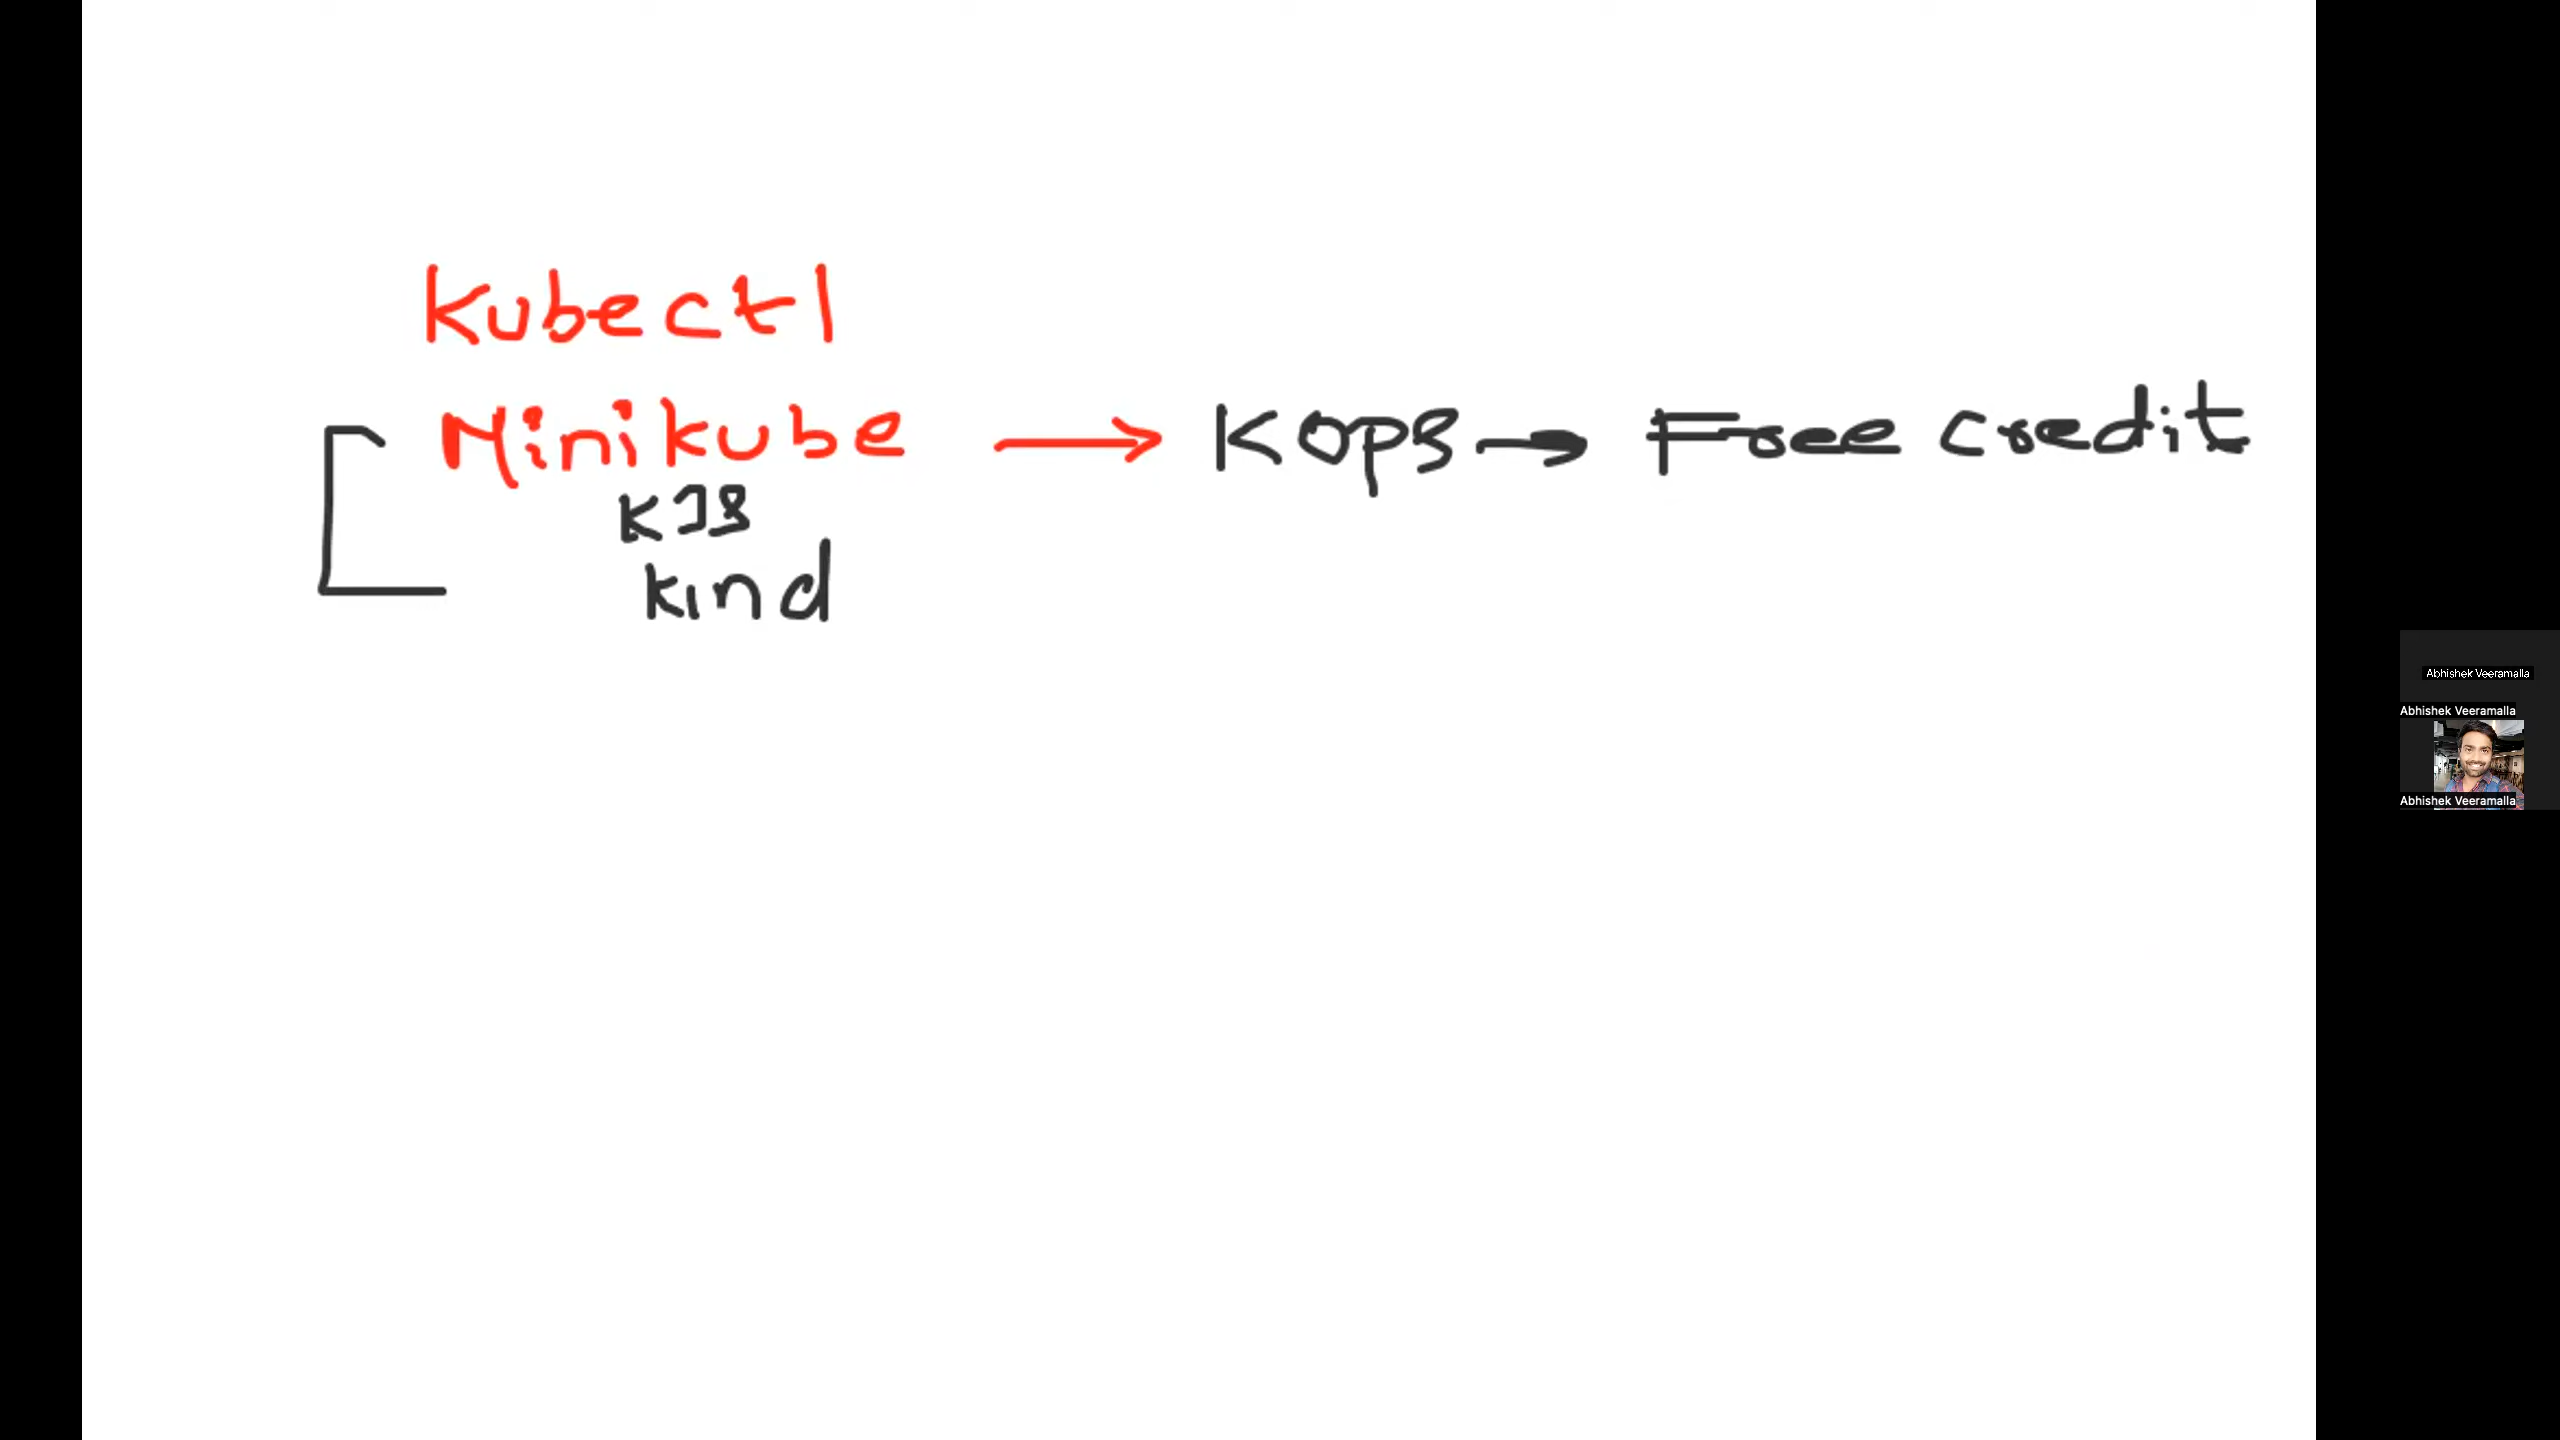 Kubectl
Minikube → Kops → Free credit
K3s
kind
Abhishek Veeramalla
Abhishek Veeramalla
Abhishek Veeramalla